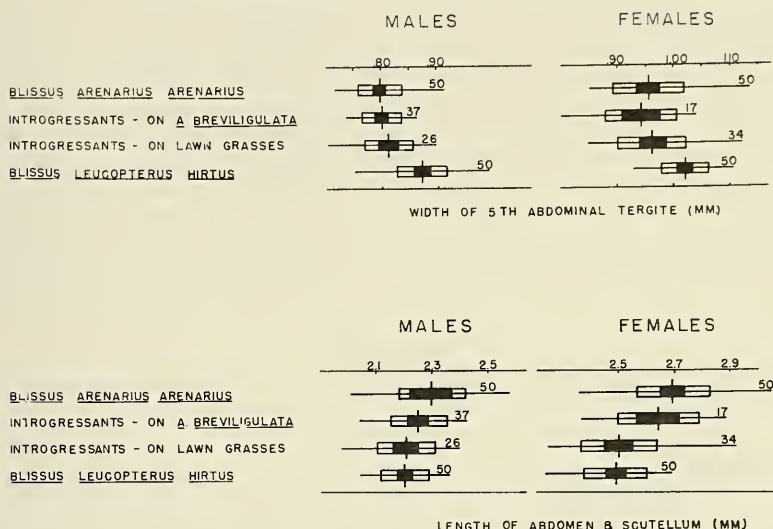 MALES FEMALES
.80 .90 .90 1.00 1.10
BLISSUS ARENARIUS ARENARIUS 50 50
INTROGRESSANTS - ON A BREVILIGULATA 37 17
INTROGRESSANTS - ON LAWN GRASSES 26 34
BLISSUS LEUCOPTERUS HIRTUS 50 50
WIDTH OF 5TH ABDOMINAL TERGITE (MM.)
MALES FEMALES
2.1 2.3 2.5 2.5 2.7 2.9
BLISSUS ARENARIUS ARENARIUS 50 50
INTROGRESSANTS - ON A. BREVILIGULATA 37 17
INTROGRESSANTS - ON LAWN GRASSES 26 34
BLISSUS LEUCOPTERUS HIRTUS 50 50
LENGTH OF ABDOMEN & SCUTELLUM (MM)